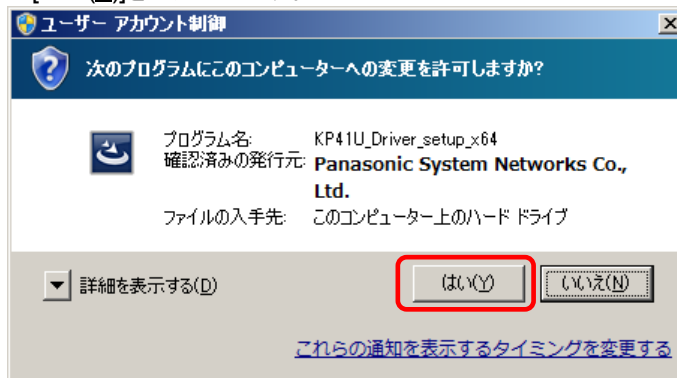 ユーザー アカウント制御
次のプログラムにこのコンピューターへの変更を許可しますか?
プログラム名: KP41U_Driver_setup_x64
確認済みの発行元: Panasonic System Networks Co.,
Ltd.
ファイルの入手先: このコンピューター上のハード ドライブ
詳細を表示する(D)
はい(Y) いいえ(N)
これらの通知を表示するタイミングを変更する